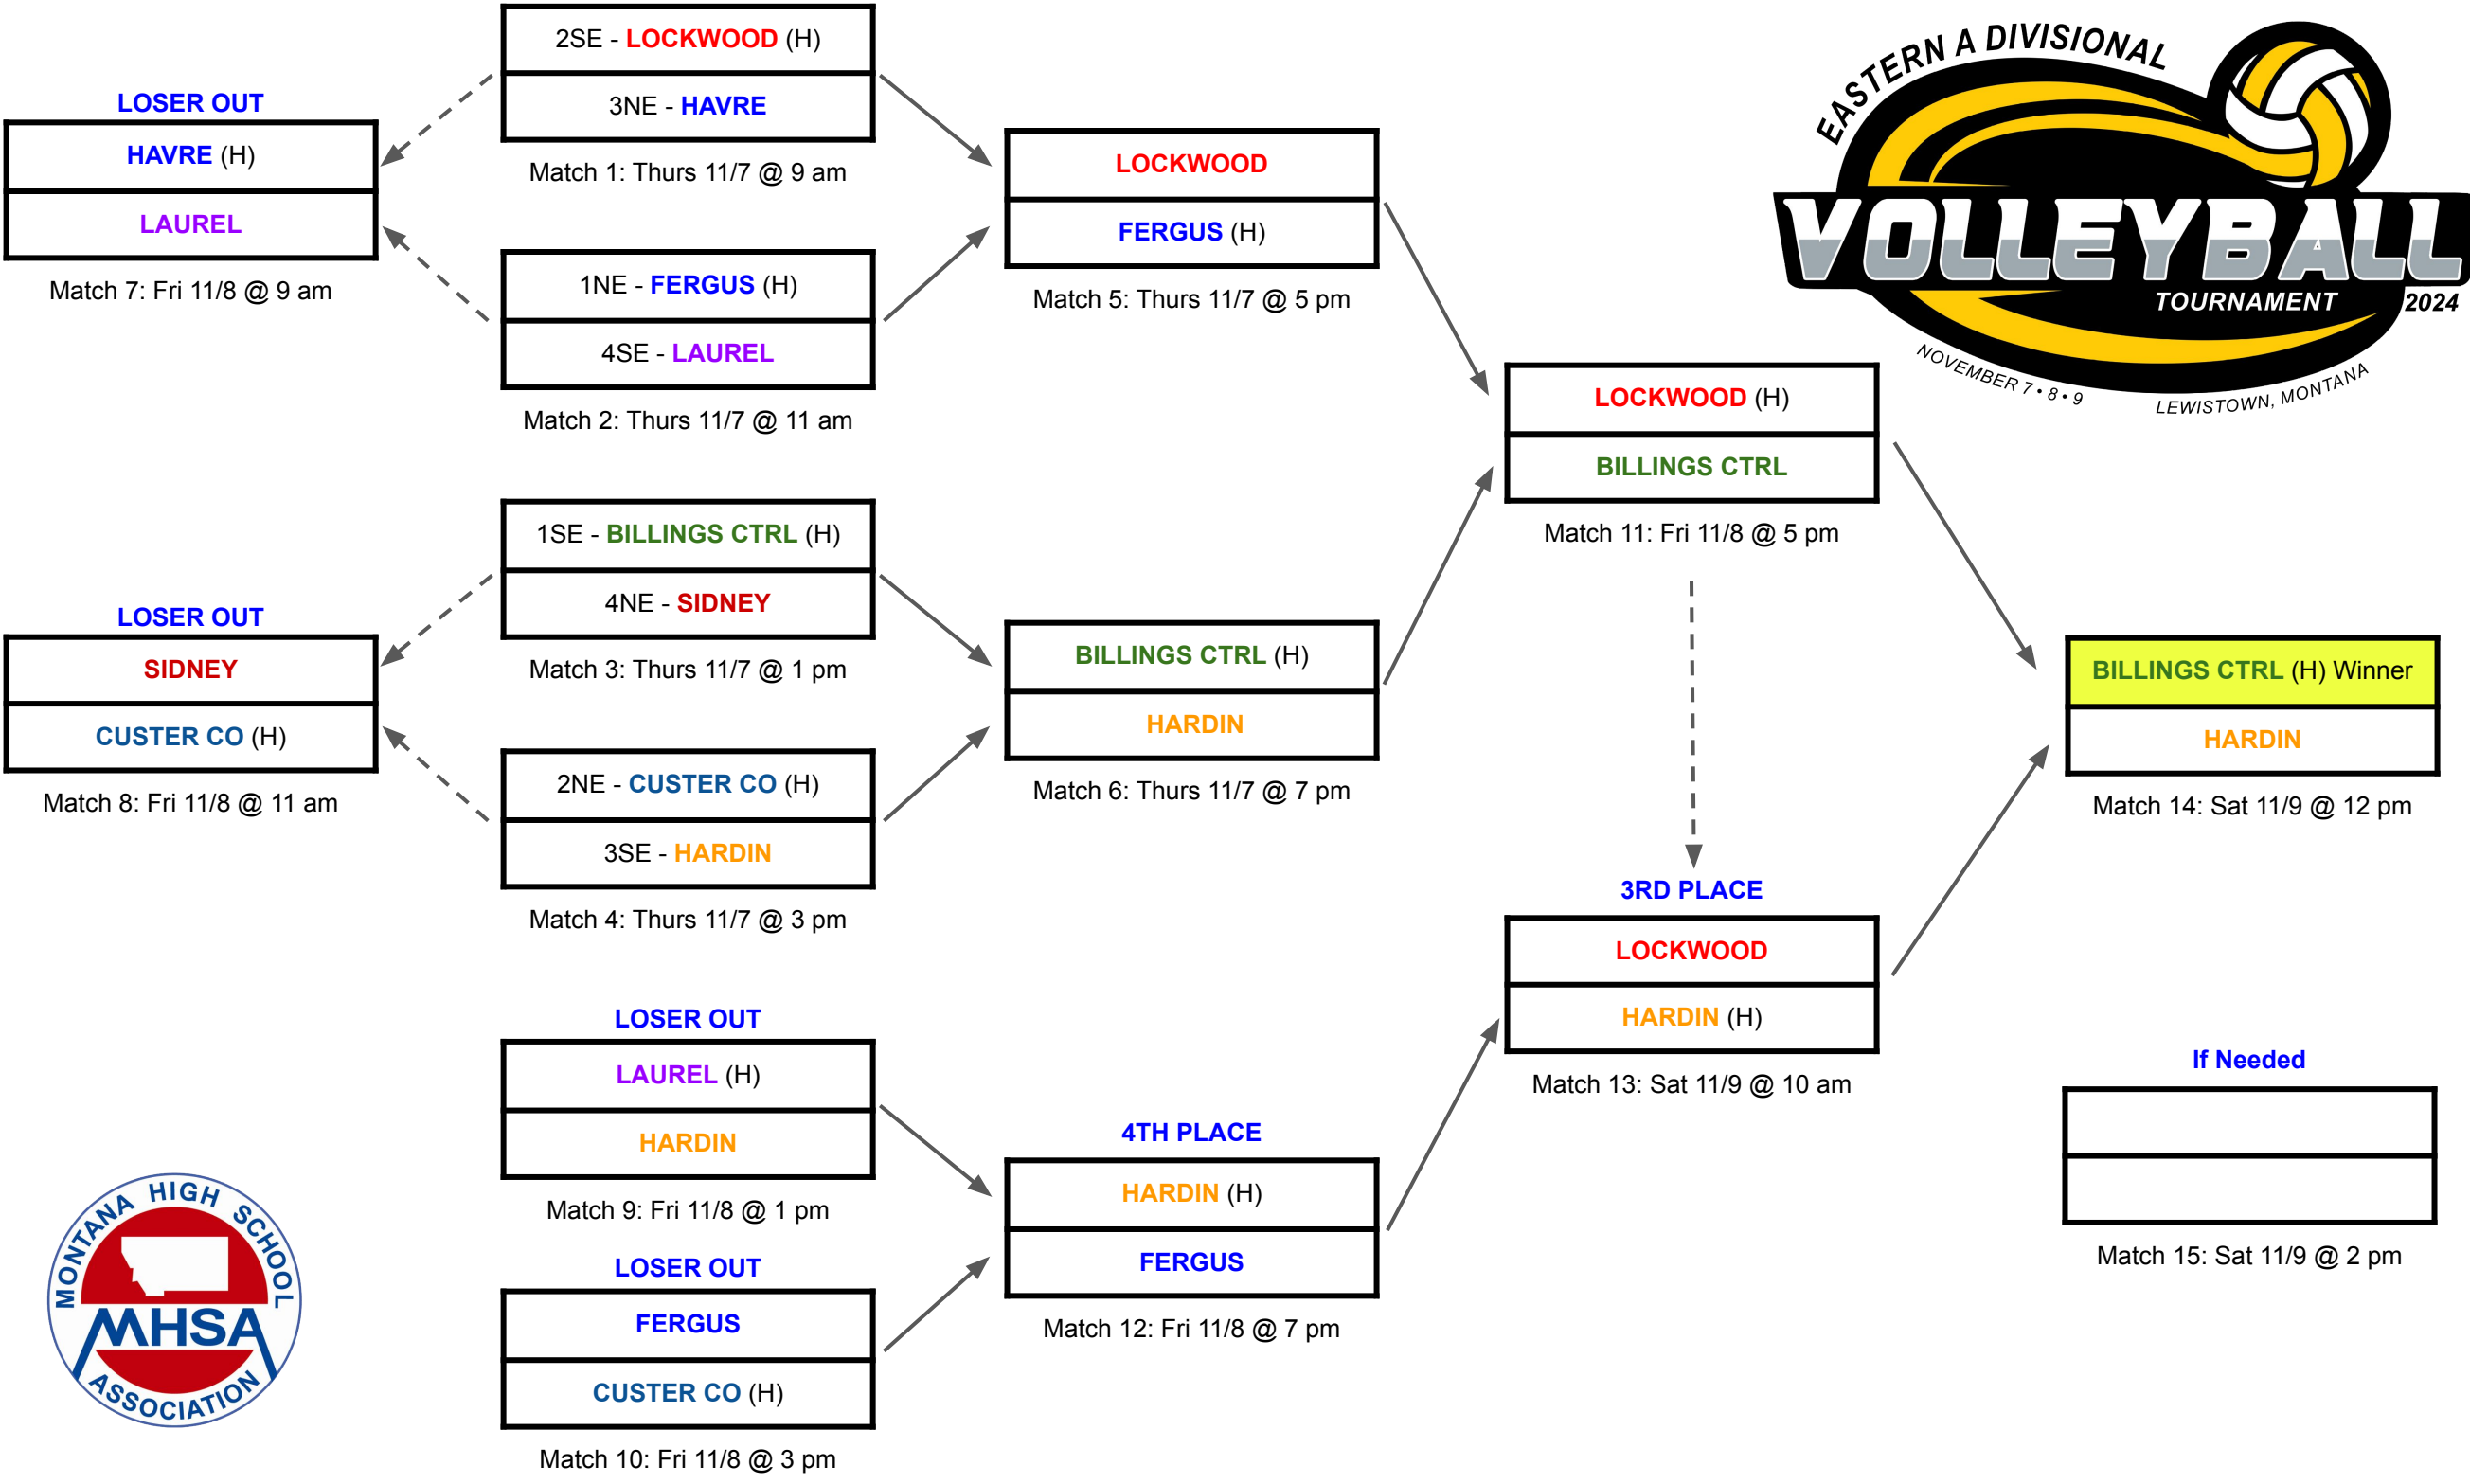 LOSER OUT
HAVRE (H)
LAUREL
Match 7: Fri 11/8 @ 9 am
LOSER OUT
SIDNEY
CUSTER CO (H)
Match 8: Fri 11/8 @ 11 am
2SE - LOCKWOOD (H)
3NE - HAVRE
Match 1: Thurs 11/7 @ 9 am
1NE - FERGUS (H)
4SE - LAUREL
Match 2: Thurs 11/7 @ 11 am
1SE - BILLINGS CTRL (H)
4NE - SIDNEY
Match 3: Thurs 11/7 @ 1 pm
2NE - CUSTER CO (H)
3SE - HARDIN
Match 4: Thurs 11/7 @ 3 pm
LOSER OUT
LAUREL (H)
HARDIN
Match 9: Fri 11/8 @ 1 pm
LOSER OUT
FERGUS
CUSTER CO (H)
Match 10: Fri 11/8 @ 3 pm
LOCKWOOD
FERGUS (H)
Match 5: Thurs 11/7 @ 5 pm
BILLINGS CTRL (H)
HARDIN
Match 6: Thurs 11/7 @ 7 pm
4TH PLACE
HARDIN (H)
FERGUS
Match 12: Fri 11/8 @ 7 pm
LOCKWOOD (H)
BILLINGS CTRL
Match 11: Fri 11/8 @ 5 pm
3RD PLACE
LOCKWOOD
HARDIN (H)
Match 13: Sat 11/9 @ 10 am
EASTERN A DIVISIONAL
VOLLEYBALL
TOURNAMENT 2024
NOVEMBER 7 • 8 • 9 LEWISTOWN, MONTANA
BILLINGS CTRL (H) Winner
HARDIN
Match 14: Sat 11/9 @ 12 pm
If Needed
Match 15: Sat 11/9 @ 2 pm
MONTANA HIGH SCHOOL
MHSA
ASSOCIATION